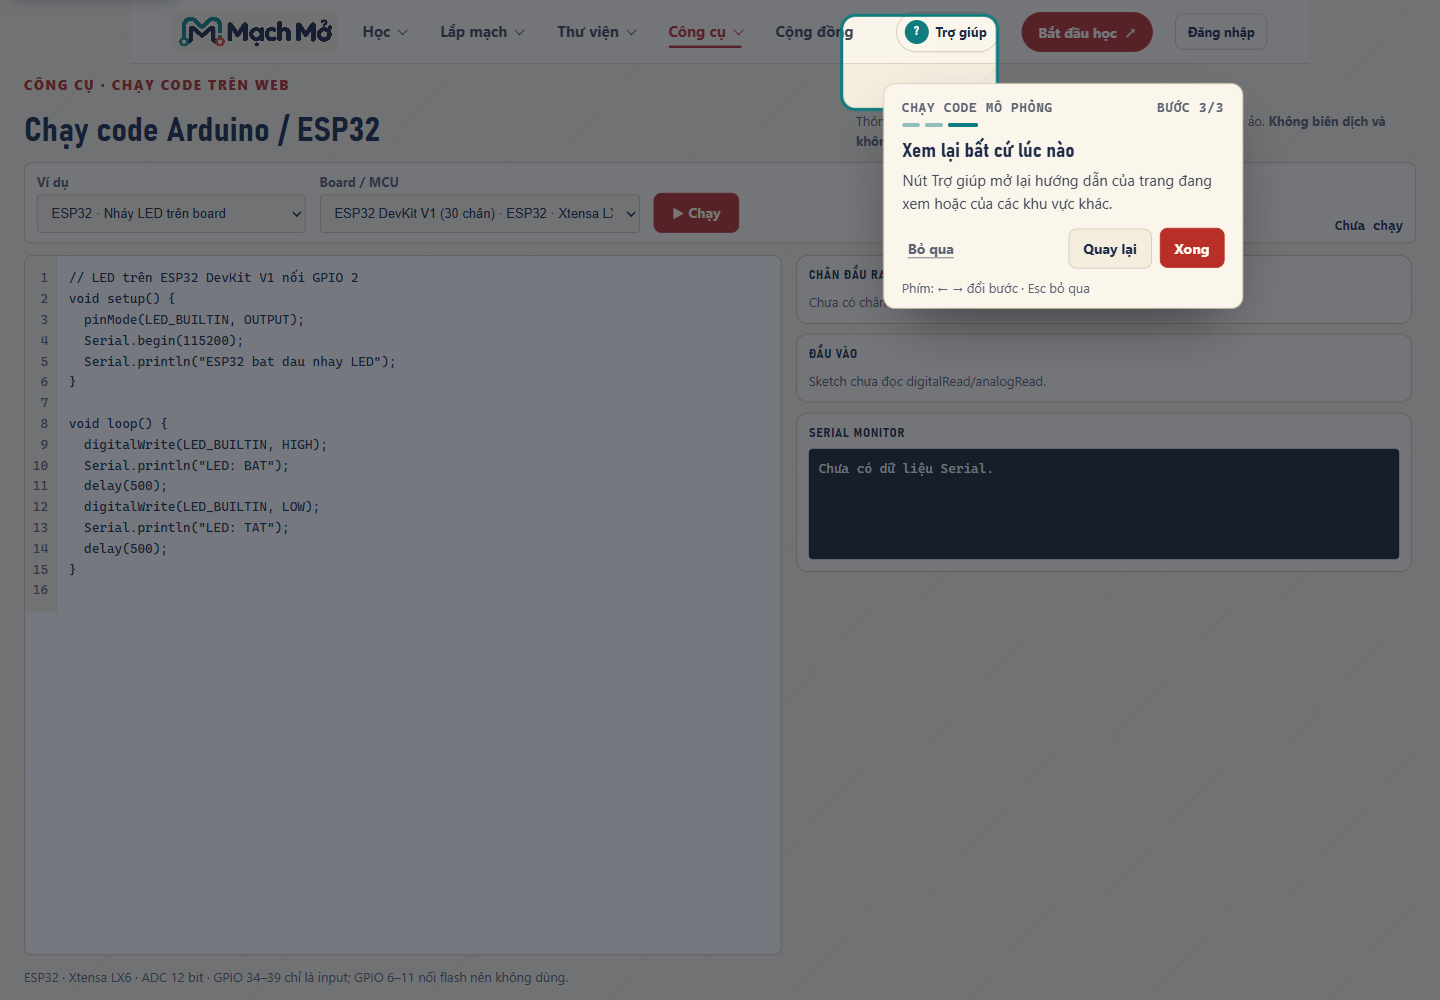 Mạch Mở
Học
Lắp mạch
Thư viện
Công cụ
Cộng đồng
? Trợ giúp
Bắt đầu học ↗
Đăng nhập
CÔNG CỤ · CHẠY CODE TRÊN WEB
Chạy code Arduino / ESP32
ảo. Không biên dịch và
CHẠY CODE MÔ PHỎNG
BƯỚC 3/3
Xem lại bất cứ lúc nào
Nút Trợ giúp mở lại hướng dẫn của trang đang
xem hoặc của các khu vực khác.
Bỏ qua
Quay lại
Xong
Phím: ← → đổi bước · Esc bỏ qua
Ví dụ
ESP32 · Nháy LED trên board
Board / MCU
ESP32 DevKit V1 (30 chân) · ESP32 · Xtensa LX
▶ Chạy
Chưa chạy
1 // LED trên ESP32 DevKit V1 nối GPIO 2
2 void setup() {
3 pinMode(LED_BUILTIN, OUTPUT);
4 Serial.begin(115200);
5 Serial.println("ESP32 bat dau nhay LED");
6 }
7
8 void loop() {
9 digitalWrite(LED_BUILTIN, HIGH);
10 Serial.println("LED: BAT");
11 delay(500);
12 digitalWrite(LED_BUILTIN, LOW);
13 Serial.println("LED: TAT");
14 delay(500);
15 }
16
CHÂN ĐẦU RA
Chưa có chân
ĐẦU VÀO
Sketch chưa đọc digitalRead/analogRead.
SERIAL MONITOR
Chưa có dữ liệu Serial.
ESP32 · Xtensa LX6 · ADC 12 bit · GPIO 34–39 chỉ là input; GPIO 6–11 nối flash nên không dùng.